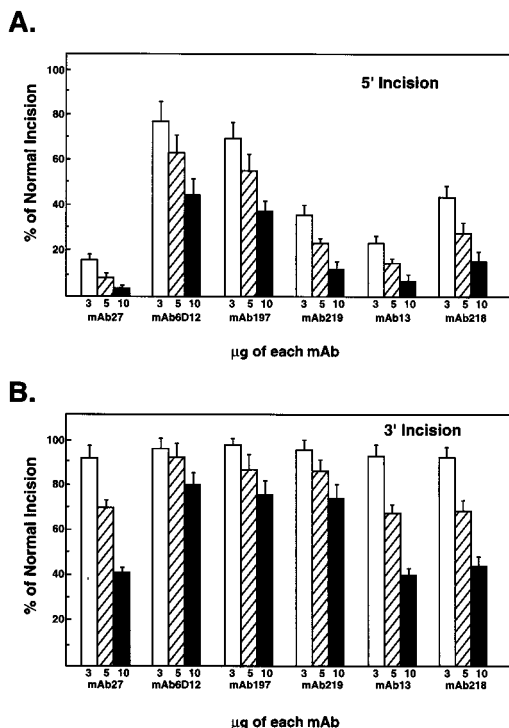 A.
5' Incision
% of Normal Incision
100
80
60
40
20
3 5 10 3 5 10 3 5 10 3 5 10 3 5 10 3 5 10
mAb27 mAb6D12 mAb197 mAb219 mAb13 mAb218
μg of each mAb
B.
3' Incision
% of Normal Incision
100
80
60
40
20
3 5 10 3 5 10 3 5 10 3 5 10 3 5 10 3 5 10
mAb27 mAb6D12 mAb197 mAb219 mAb13 mAb218
μg of each mAb